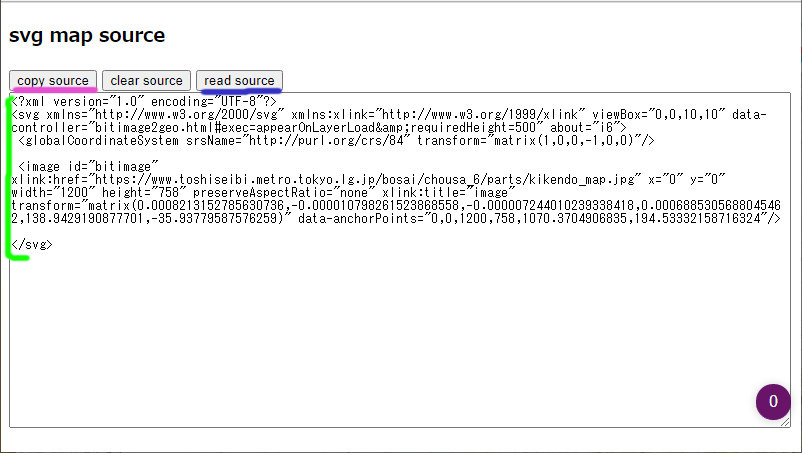 svg map source
copy source clear source read source
<?xml version="1.0" encoding="UTF-8"?>
<svg xmlns="http://www.w3.org/2000/svg" xmlns:xlink="http://www.w3.org/1999/xlink" viewBox="0,0,10,10" data-
controller="bitimage2geo.html#exec=appearOnLayerLoad&amp;requiredHeight=500" about="i6">
<globalCoordinateSystem srsName="http://purl.org/crs/84" transform="matrix(1,0,0,-1,0,0)"/>
<image id="bitimage"
xlink:href="https://www.toshiseibi.metro.tokyo.lg.jp/bosai/chousa_6/parts/kikendo_map.jpg" x="0" y="0"
width="1200" height="758" preserveAspectRatio="none" xlink:title="image"
transform="matrix(0.0008213152785630736,-0.000010798261523868558,-0.000007244010239338418,0.000688530568804546
2,138.9429190877701,-35.93779587576259)" data-anchorPoints="0,0,1200,758,1070.3704906835,194.53332158716324"/>
</svg>
0